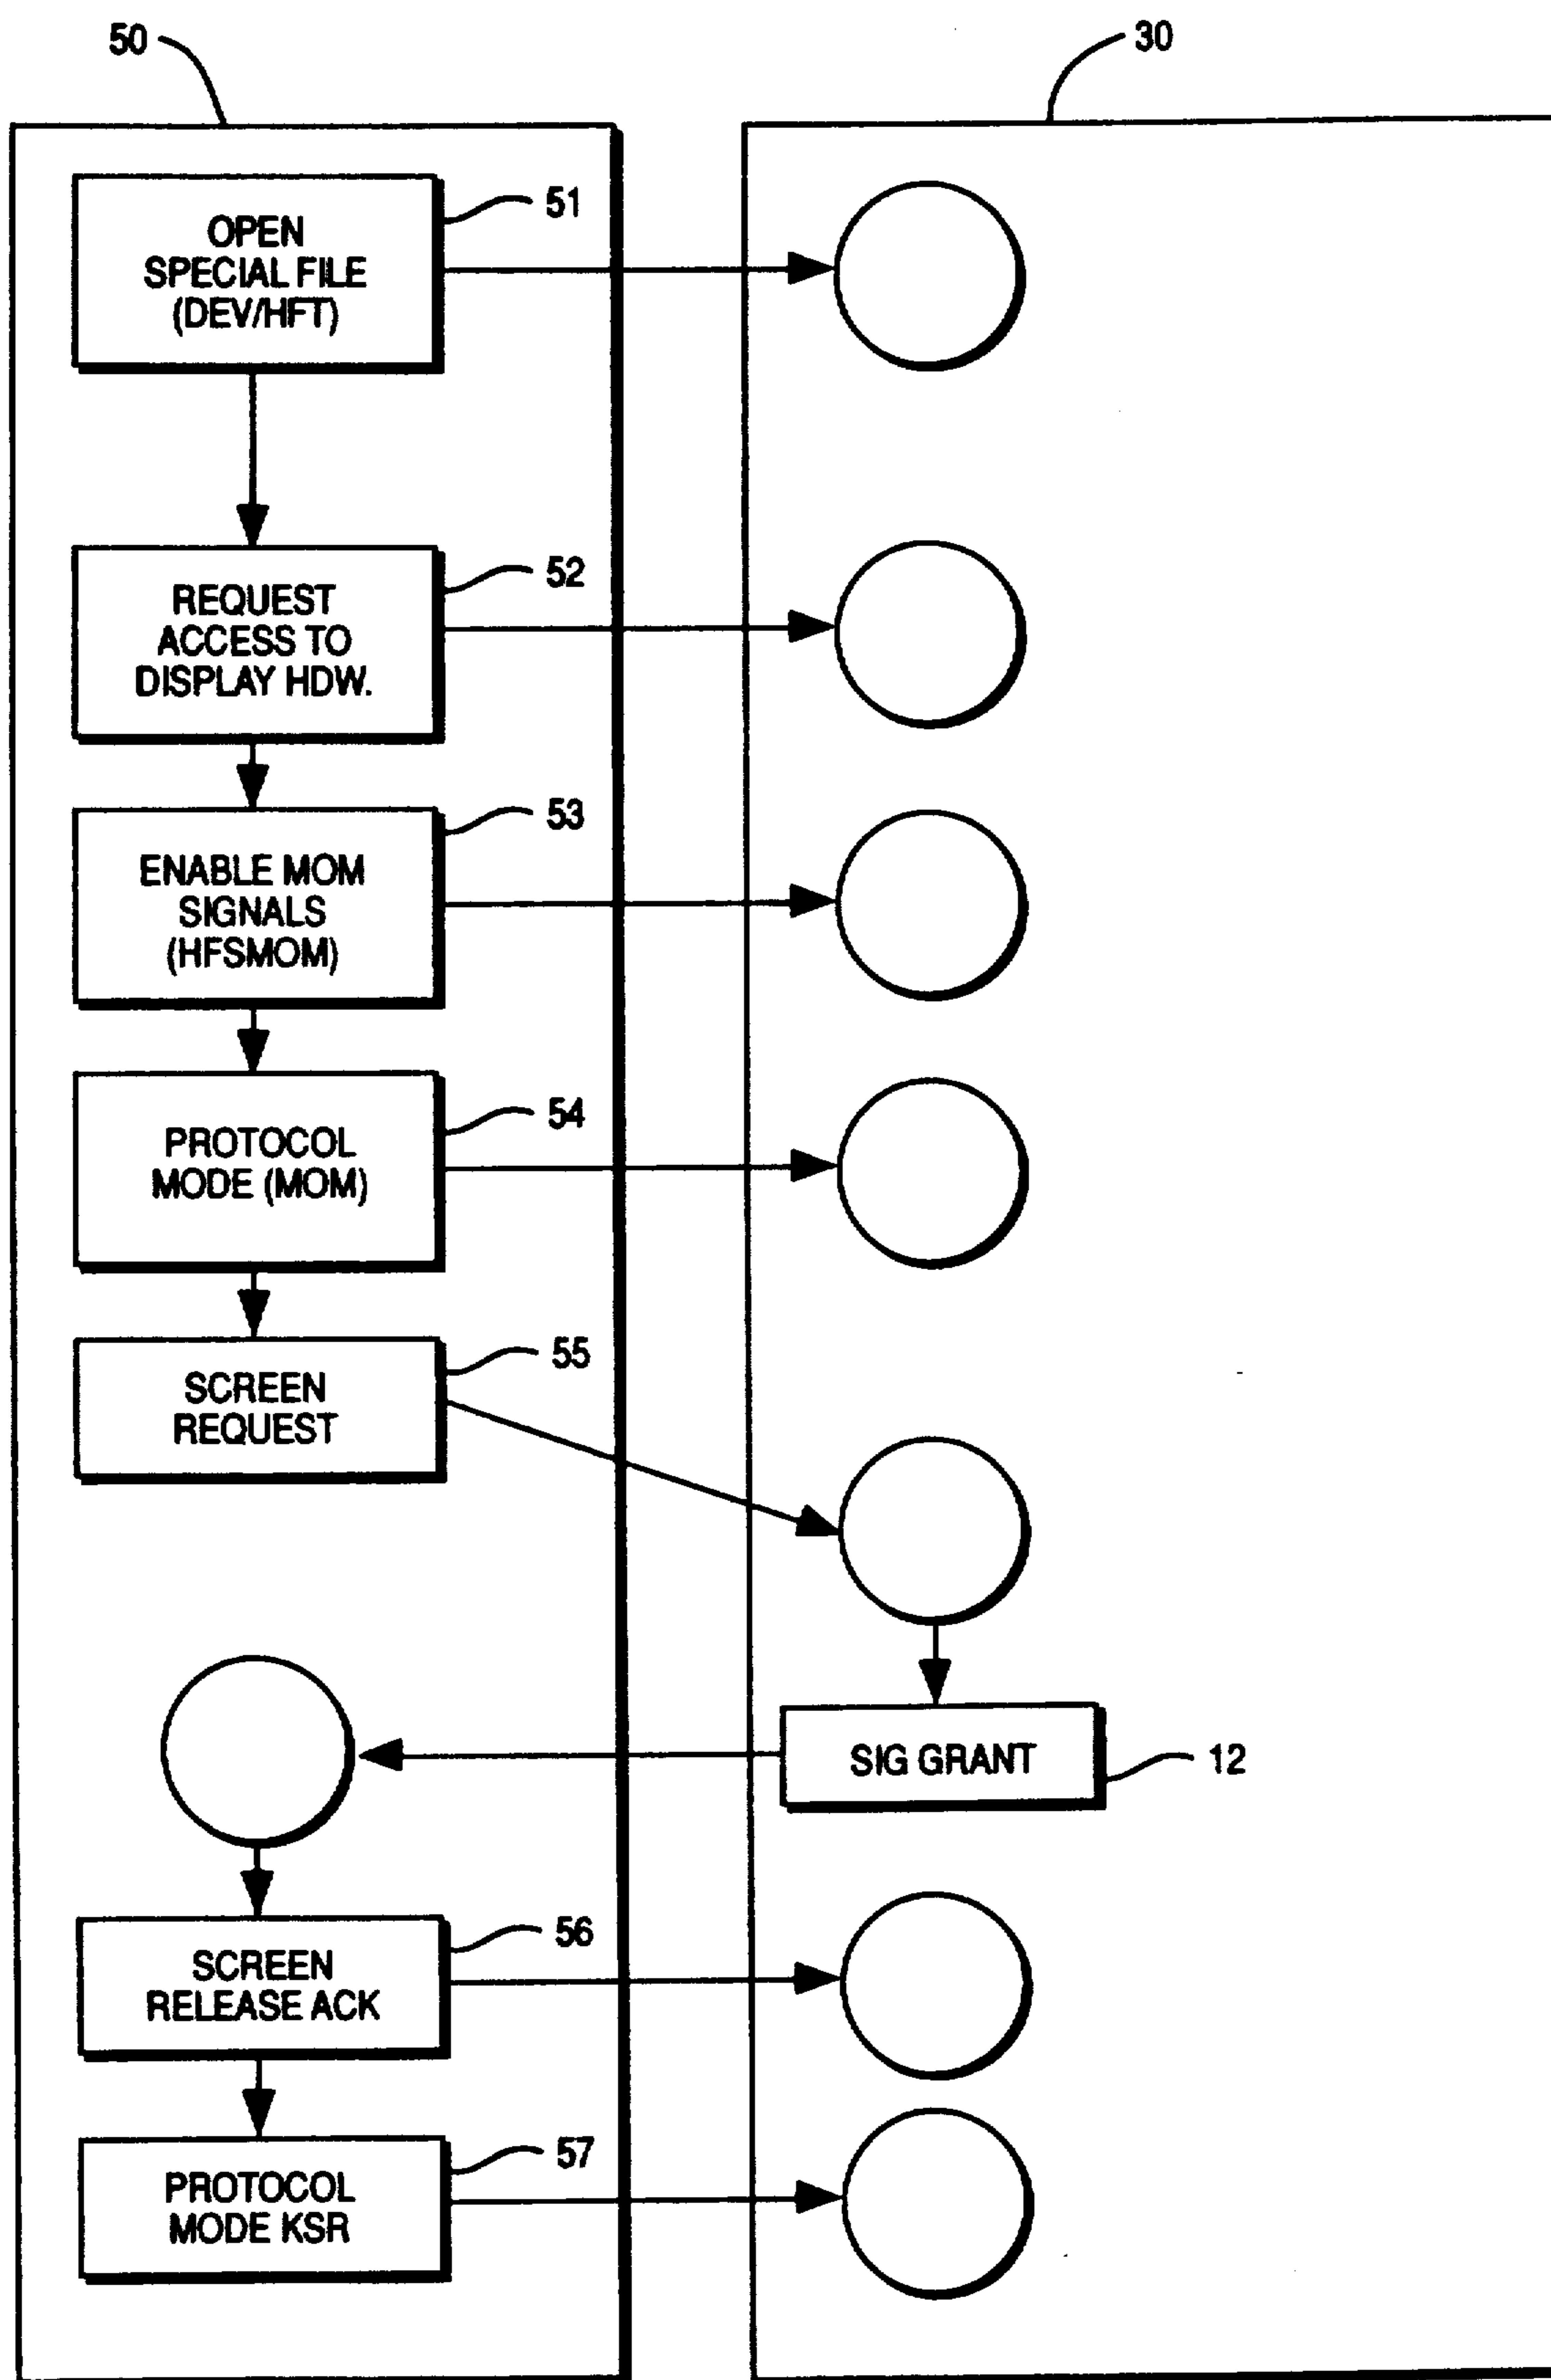 50
30
51
OPEN
SPECIAL FILE
(DEV/HFT)
52
REQUEST
ACCESS TO
DISPLAY HDW.
53
ENABLE MOM
SIGNALS
(HFSMOM)
54
PROTOCOL
MODE (MOM)
55
SCREEN
REQUEST
SIG GRANT
12
56
SCREEN
RELEASE ACK
57
PROTOCOL
MODE KSR